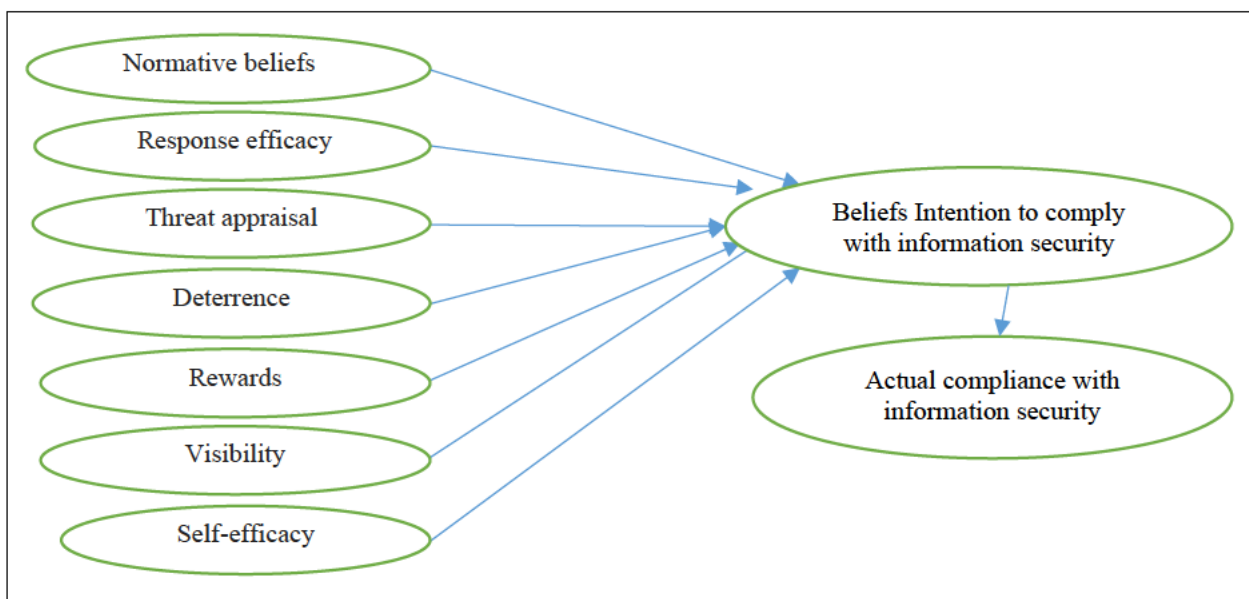 Normative beliefs
Response efficacy
Threat appraisal
Deterrence
Rewards
Visibility
Self-efficacy
Beliefs Intention to comply
with information security
Actual compliance with
information security